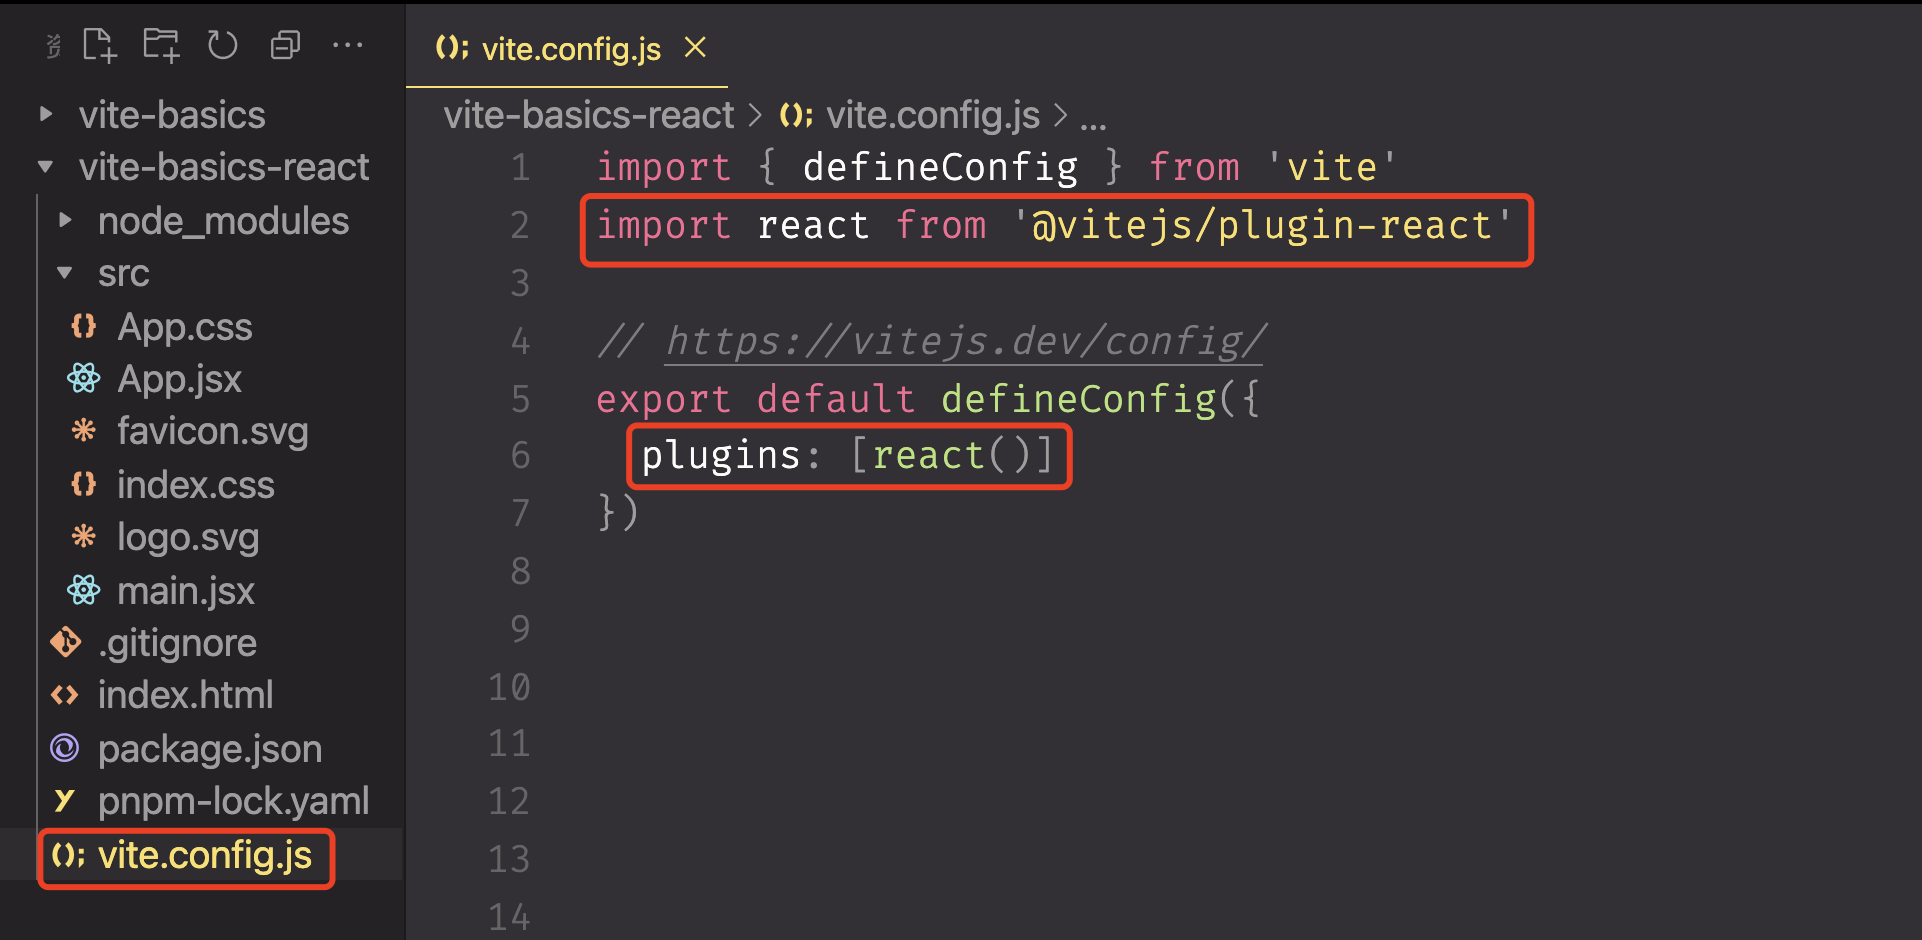 vite-basics
vite-basics-react
node_modules
src
App.css
App.jsx
favicon.svg
index.css
logo.svg
main.jsx
.gitignore
index.html
package.json
pnpm-lock.yaml
vite.config.js
vite.config.js
vite-basics-react > vite.config.js > ...
1 import { defineConfig } from 'vite'
2 import react from '@vitejs/plugin-react'
3
4 // https://vitejs.dev/config/
5 export default defineConfig({
6 plugins: [react()]
7 })
8
9
10
11
12
13
14